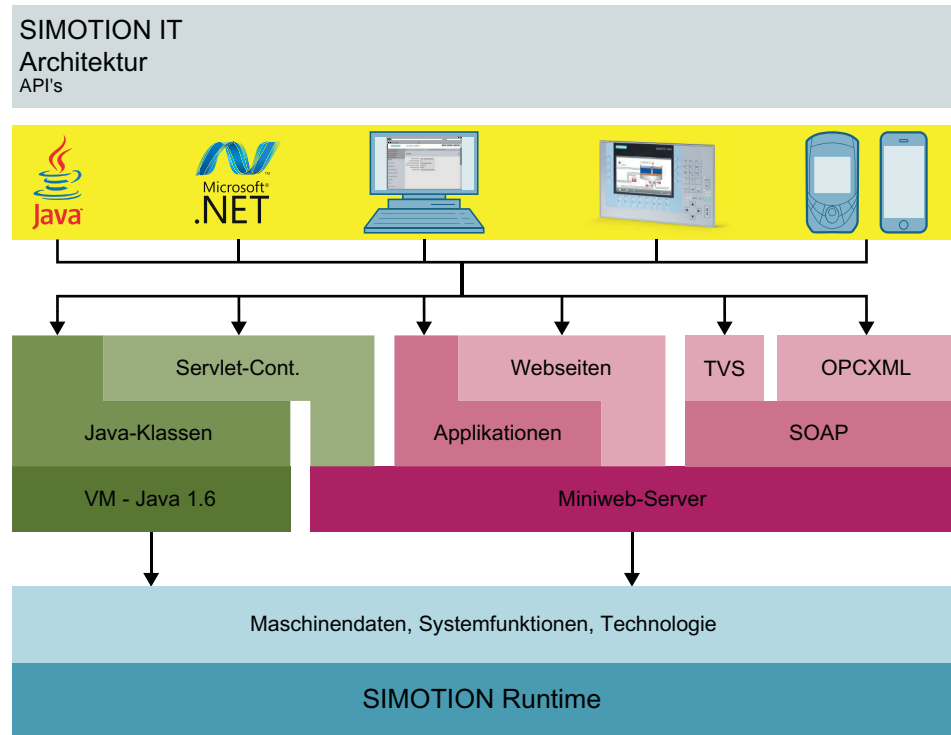 SIMOTION IT
Architektur
API's
Java
Microsoft®
.NET
Servlet-Cont.
Webseiten
TVS
OPCXML
Java-Klassen
Applikationen
SOAP
VM - Java 1.6
Miniweb-Server
Maschinendaten, Systemfunktionen, Technologie
SIMOTION Runtime